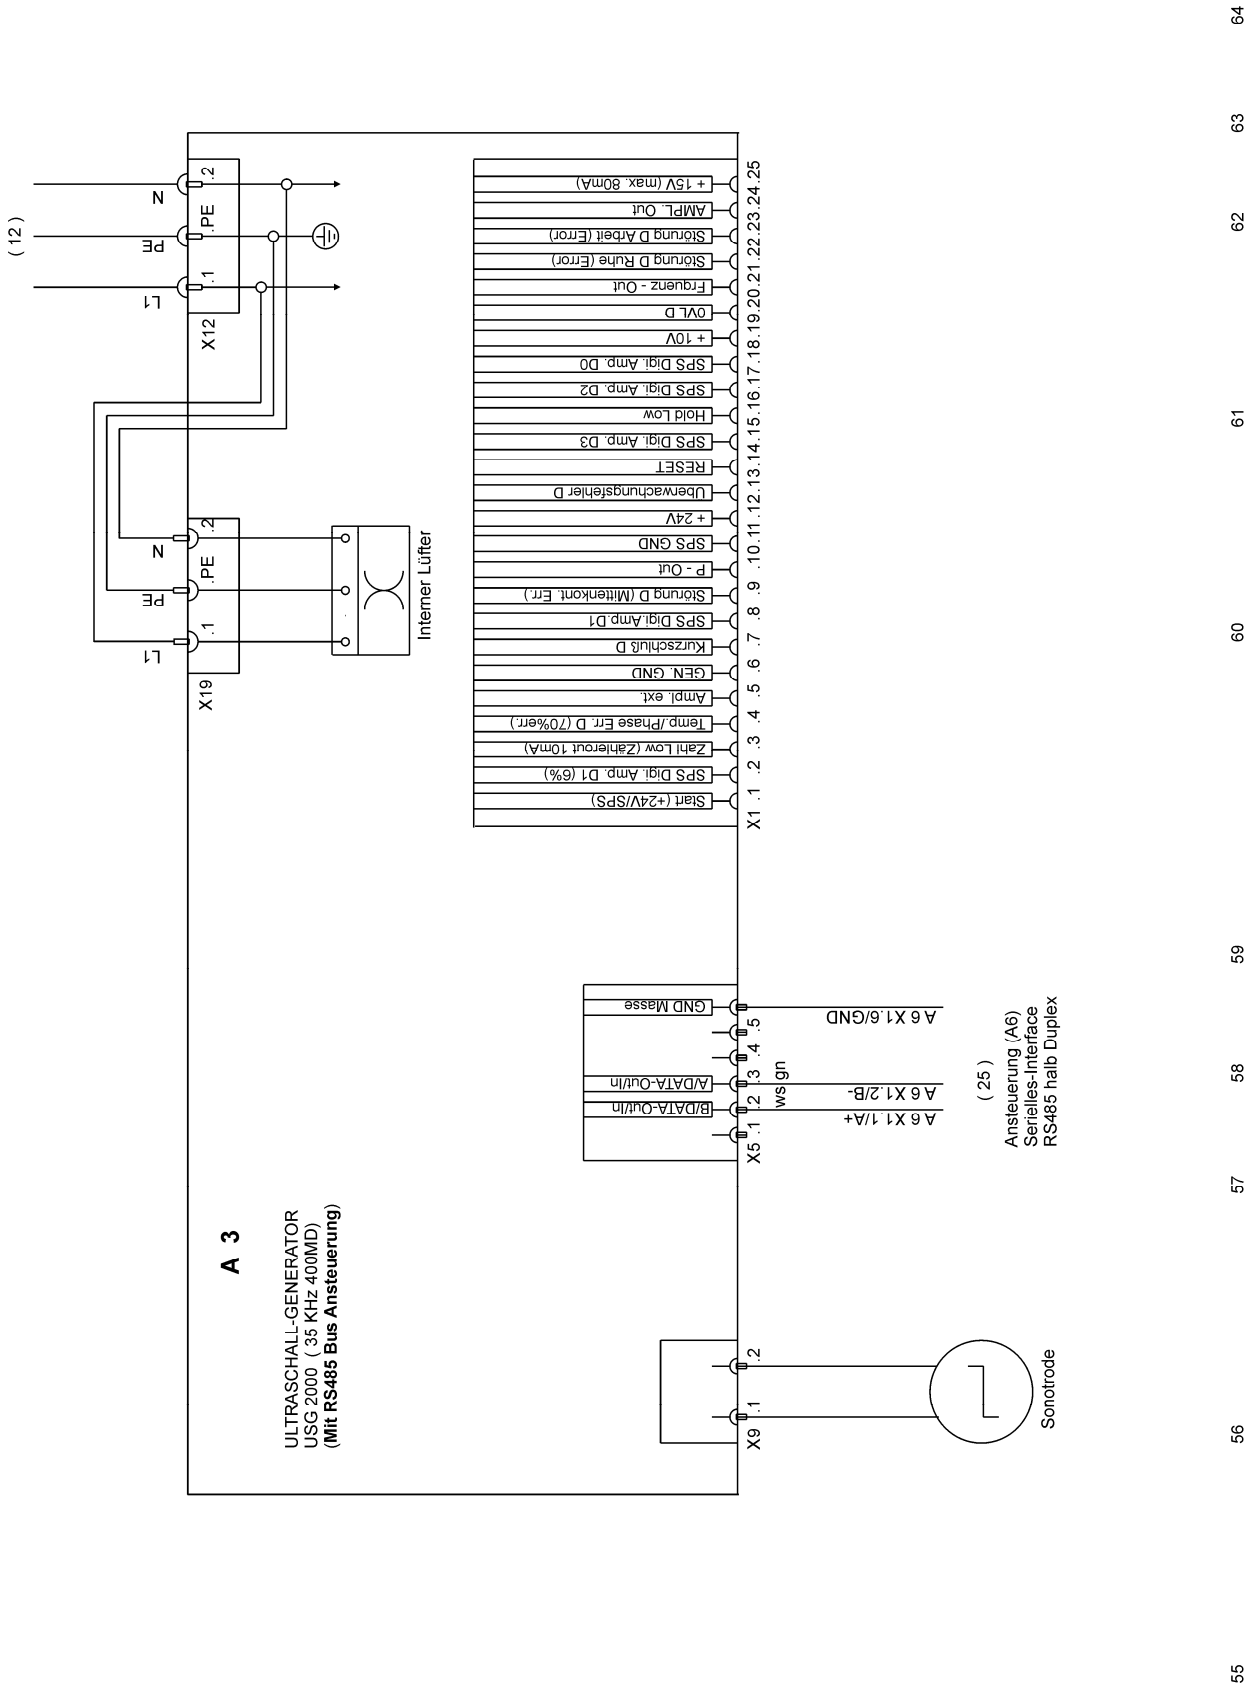 A 3
ULTRASCHALL-GENERATOR
USG 2000 ( 35 KHz 400MD)
(Mit RS485 Bus Ansteuerung)
X19
.1
.PE
.2
L1
PE
N
Interner Lüfter
X12
.1
.PE
.2
L1
PE
N
( 12 )
X9
.1
.2
Sonotrode
X5
.1
.2
.3
.4
.5
B/DATA-Out/In
A/DATA-Out/In
GND Masse
ws
gn
A 6 X1.1/A+
A 6 X1.2/B-
A 6 X1.6/GND
( 25 )
Ansteuerung (A6)
Serielles-Interface
RS485 halb Duplex
X1
.1
.2
.3
.4
.5
.6
.7
.8
.9
.10
.11
.12
.13
.14
.15
.16
.17
.18
.19
.20
.21
.22
.23
.24
.25
Start (+24V/SPS)
SPS Digi. Amp. D1 (6%)
Zahl Low (Zählerout 10mA)
Temp./Phase Err. D (70%err.)
Ampl. ext.
GEN. GND
Kurzschluß D
SPS Digi.Amp.D1
Störung D (Mittenkont. Err.)
P - Out
SPS GND
+ 24V
Überwachungsfehler D
RESET
SPS Digi. Amp. D3
Hold Low
SPS Digi. Amp. D2
SPS Digi. Amp. D0
+ 10V
0VL D
Frquenz - Out
Störung D Ruhe (Error)
Störung D Arbeit (Error)
AMPL. Out
+ 15V (max. 80mA)
55
56
57
58
59
60
61
62
63
64